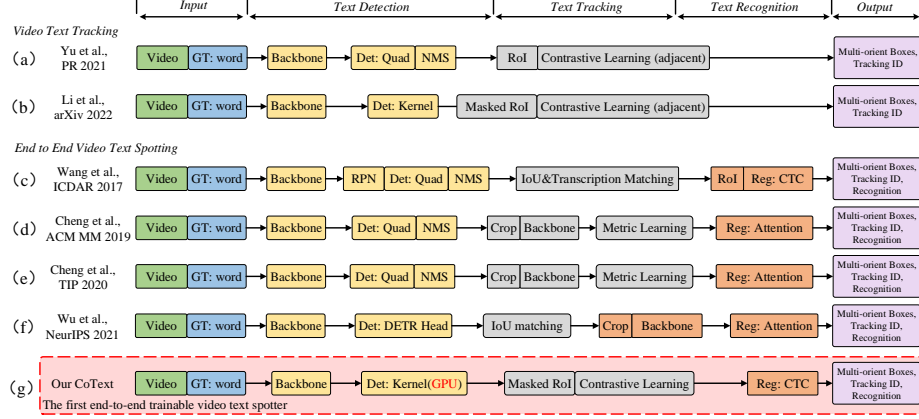 Input Text Detection Text Tracking Text Recognition Output
Video Text Tracking
(a) Yu et al., PR 2021 Video GT: word Backbone Det: Quad NMS RoI Contrastive Learning (adjacent) Multi-orient Boxes, Tracking ID
(b) Li et al., arXiv 2022 Video GT: word Backbone Det: Kernel Masked RoI Contrastive Learning (adjacent) Multi-orient Boxes, Tracking ID
End to End Video Text Spotting
(c) Wang et al., ICDAR 2017 Video GT: word Backbone RPN Det: Quad NMS IoU&Transcription Matching RoI Reg: CTC Multi-orient Boxes, Tracking ID, Recognition
(d) Cheng et al., ACM MM 2019 Video GT: word Backbone Det: Quad NMS Crop Backbone Metric Learning Reg: Attention Multi-orient Boxes, Tracking ID, Recognition
(e) Cheng et al., TIP 2020 Video GT: word Backbone Det: Quad NMS Crop Backbone Metric Learning Reg: Attention Multi-orient Boxes, Tracking ID, Recognition
(f) Wu et al., NeurIPS 2021 Video GT: word Backbone Det: DETR Head IoU matching Crop Backbone Reg: Attention Multi-orient Boxes, Tracking ID, Recognition
(g) Our CoText Video GT: word Backbone Det: Kernel(GPU) Masked RoI Contrastive Learning Reg: CTC Multi-orient Boxes, Tracking ID, Recognition
The first end-to-end trainable video text spotter